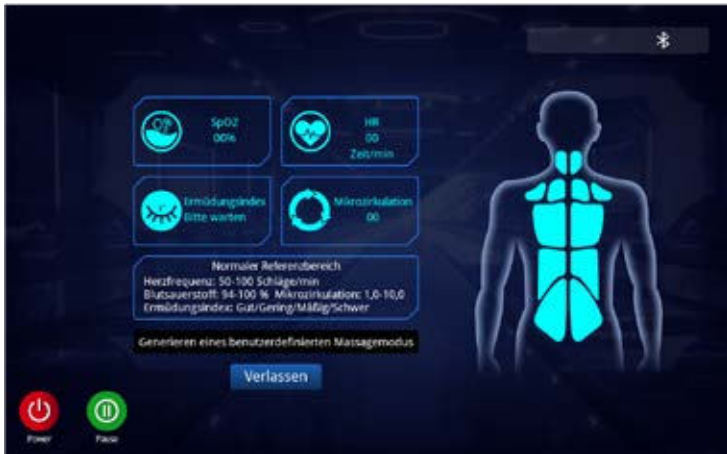 SpO2
00%
HR
00
Zeit/min
Ermüdungsindex
Bitte warten
Mikrozirkulation
00
Normaler Referenzbereich
Herzfrequenz: 50-100 Schläge/min
Blutsauerstoff: 94-100 % Mikrozirkulation: 1,0-10,0
Ermüdungsindex: Gut/Gering/Mäßig/Schwer
Generieren eines benutzerdefinierten Massagemodus
Verlassen
Power
Pause